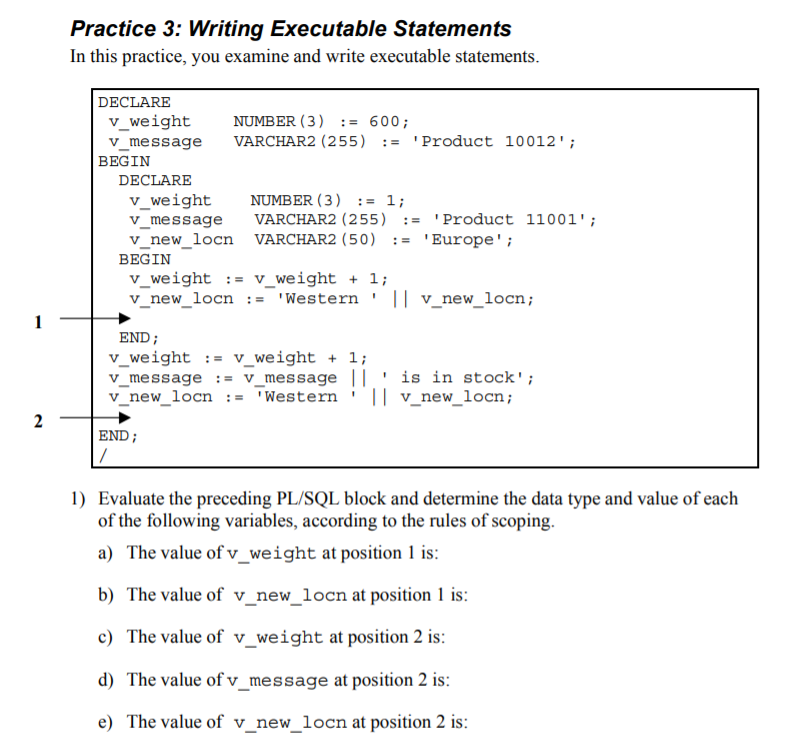 Practice 3: Writing Executable Statements
In this practice, you examine and write executable statements.
DECLARE
v_weight NUMBER(3) := 600;
v_message VARCHAR2(255) := 'Product 10012';
BEGIN
DECLARE
v_weight NUMBER(3) := 1;
v_message VARCHAR2(255) := 'Product 11001';
v_new_locn VARCHAR2(50) := 'Europe';
BEGIN
v_weight := v_weight + 1;
v_new_locn := 'Western ' || v_new_locn;
1
END;
v_weight := v_weight + 1;
v_message := v_message || ' is in stock';
v_new_locn := 'Western ' || v_new_locn;
2
END;
/
1) Evaluate the preceding PL/SQL block and determine the data type and value of each
of the following variables, according to the rules of scoping.
a) The value of v_weight at position 1 is:
b) The value of v_new_locn at position 1 is:
c) The value of v_weight at position 2 is:
d) The value of v_message at position 2 is:
e) The value of v_new_locn at position 2 is: